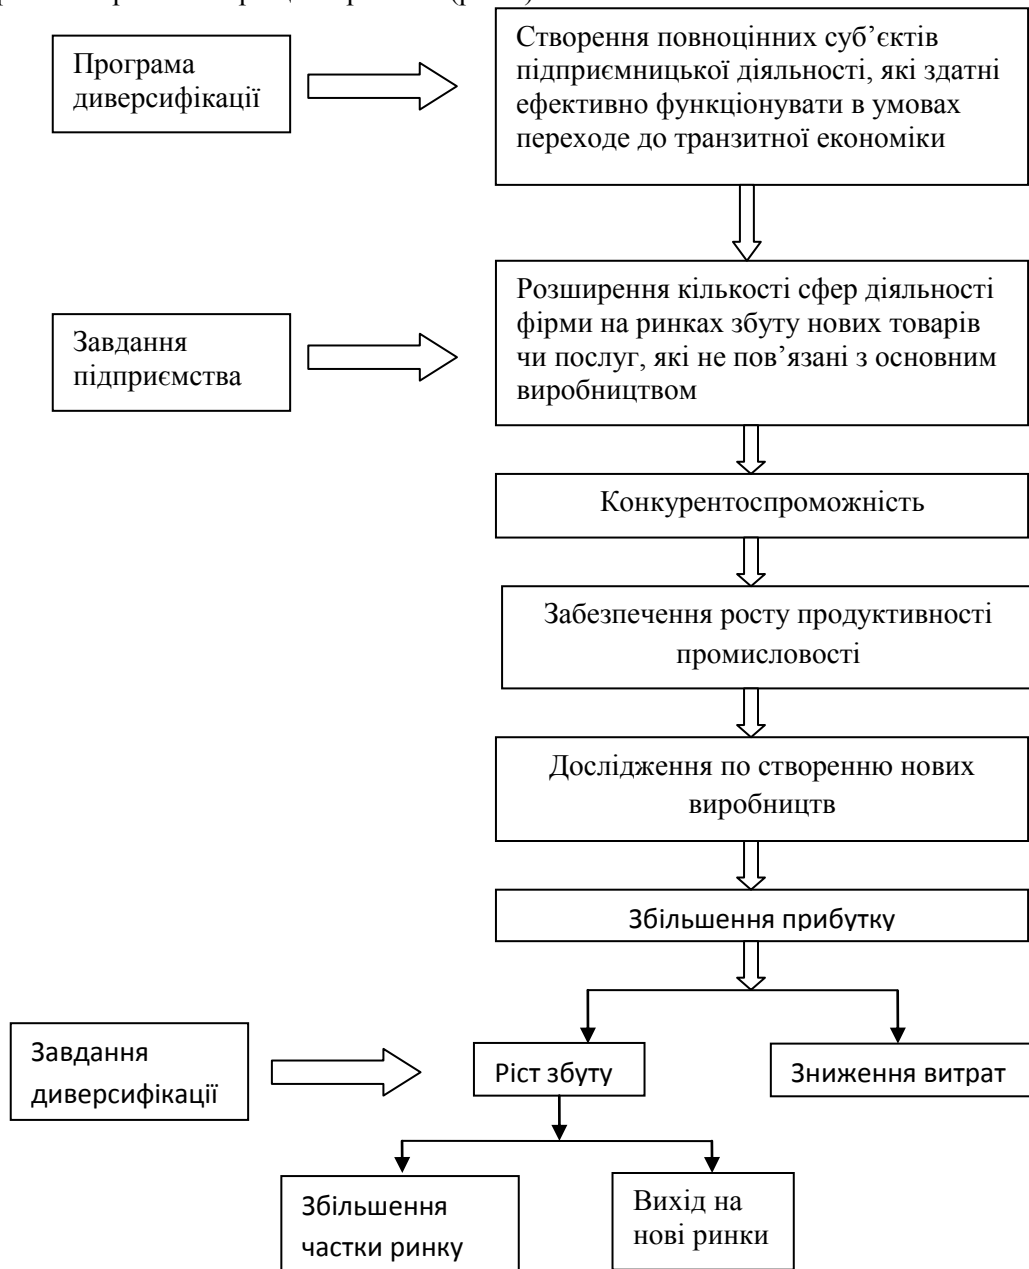 Програма
диверсифікації
Створення повноцінних суб’єктів
підприємницької діяльності, які здатні
ефективно функціонувати в умовах
переходе до транзитної економіки
Завдання
підприємства
Розширення кількості сфер діяльності
фірми на ринках збуту нових товарів
чи послуг, які не пов’язані з основним
виробництвом
Конкурентоспроможність
Забезпечення росту продуктивності
промисловості
Дослідження по створенню нових
виробництв
Збільшення прибутку
Завдання
диверсифікації
Ріст збуту
Зниження витрат
Збільшення
частки ринку
Вихід на
нові ринки